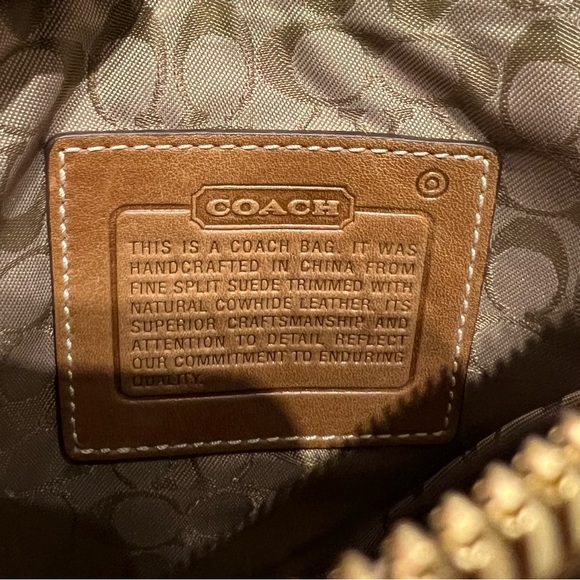 COACH
THIS IS A COACH BAG. IT WAS
HANDCRAFTED IN CHINA FROM
FINE SPLIT SUEDE TRIMMED WITH
NATURAL COWHIDE LEATHER. ITS
SUPERIOR CRAFTSMANSHIP AND
ATTENTION TO DETAIL REFLECT
OUR COMMITMENT TO ENDURING
QUALITY.